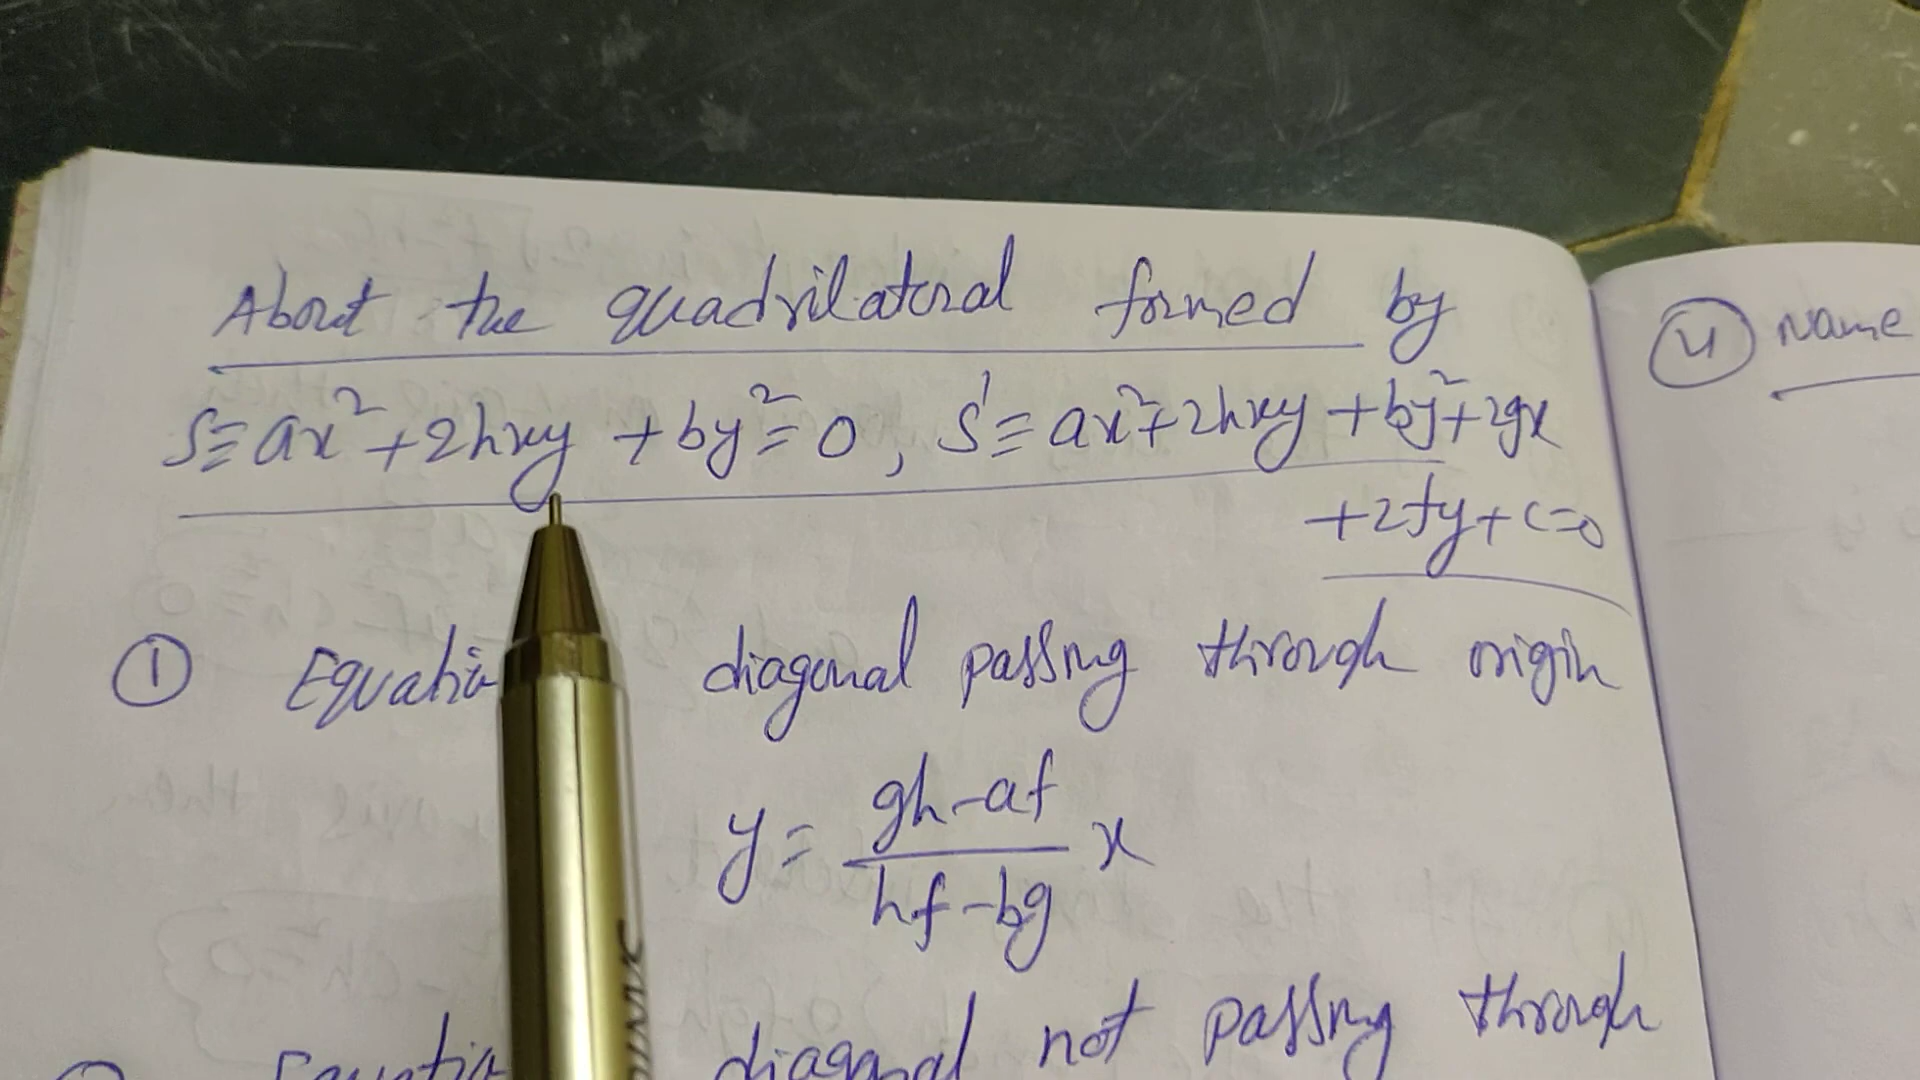 About the quadrilateral formed by
S≡ax²+2hxy+by²=0, S'≡ax²+2hxy+by²+2gx
+2fy+c=0
① Equatio diagonal passing through origin
y = (gh-af)/(hf-bg) x
Equatio diagonal not passing through
④ Name